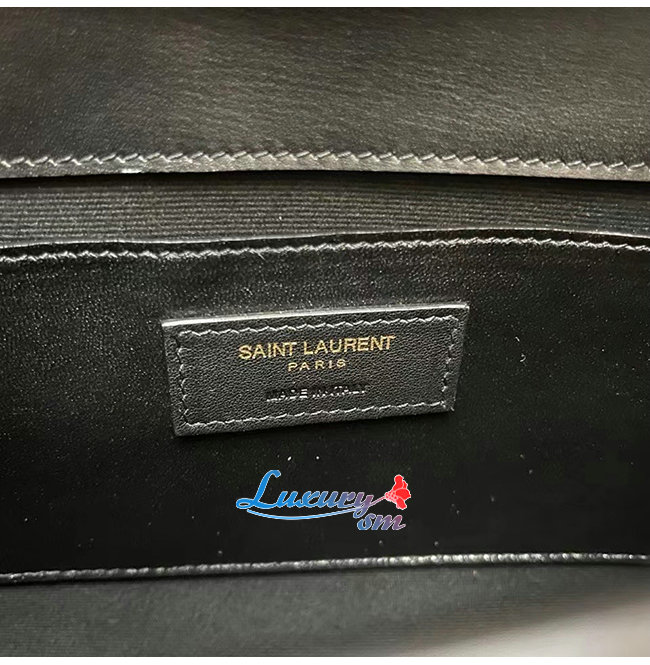 SAINT LAURENT
PARIS
MADE IN ITALY
Luxury
sm